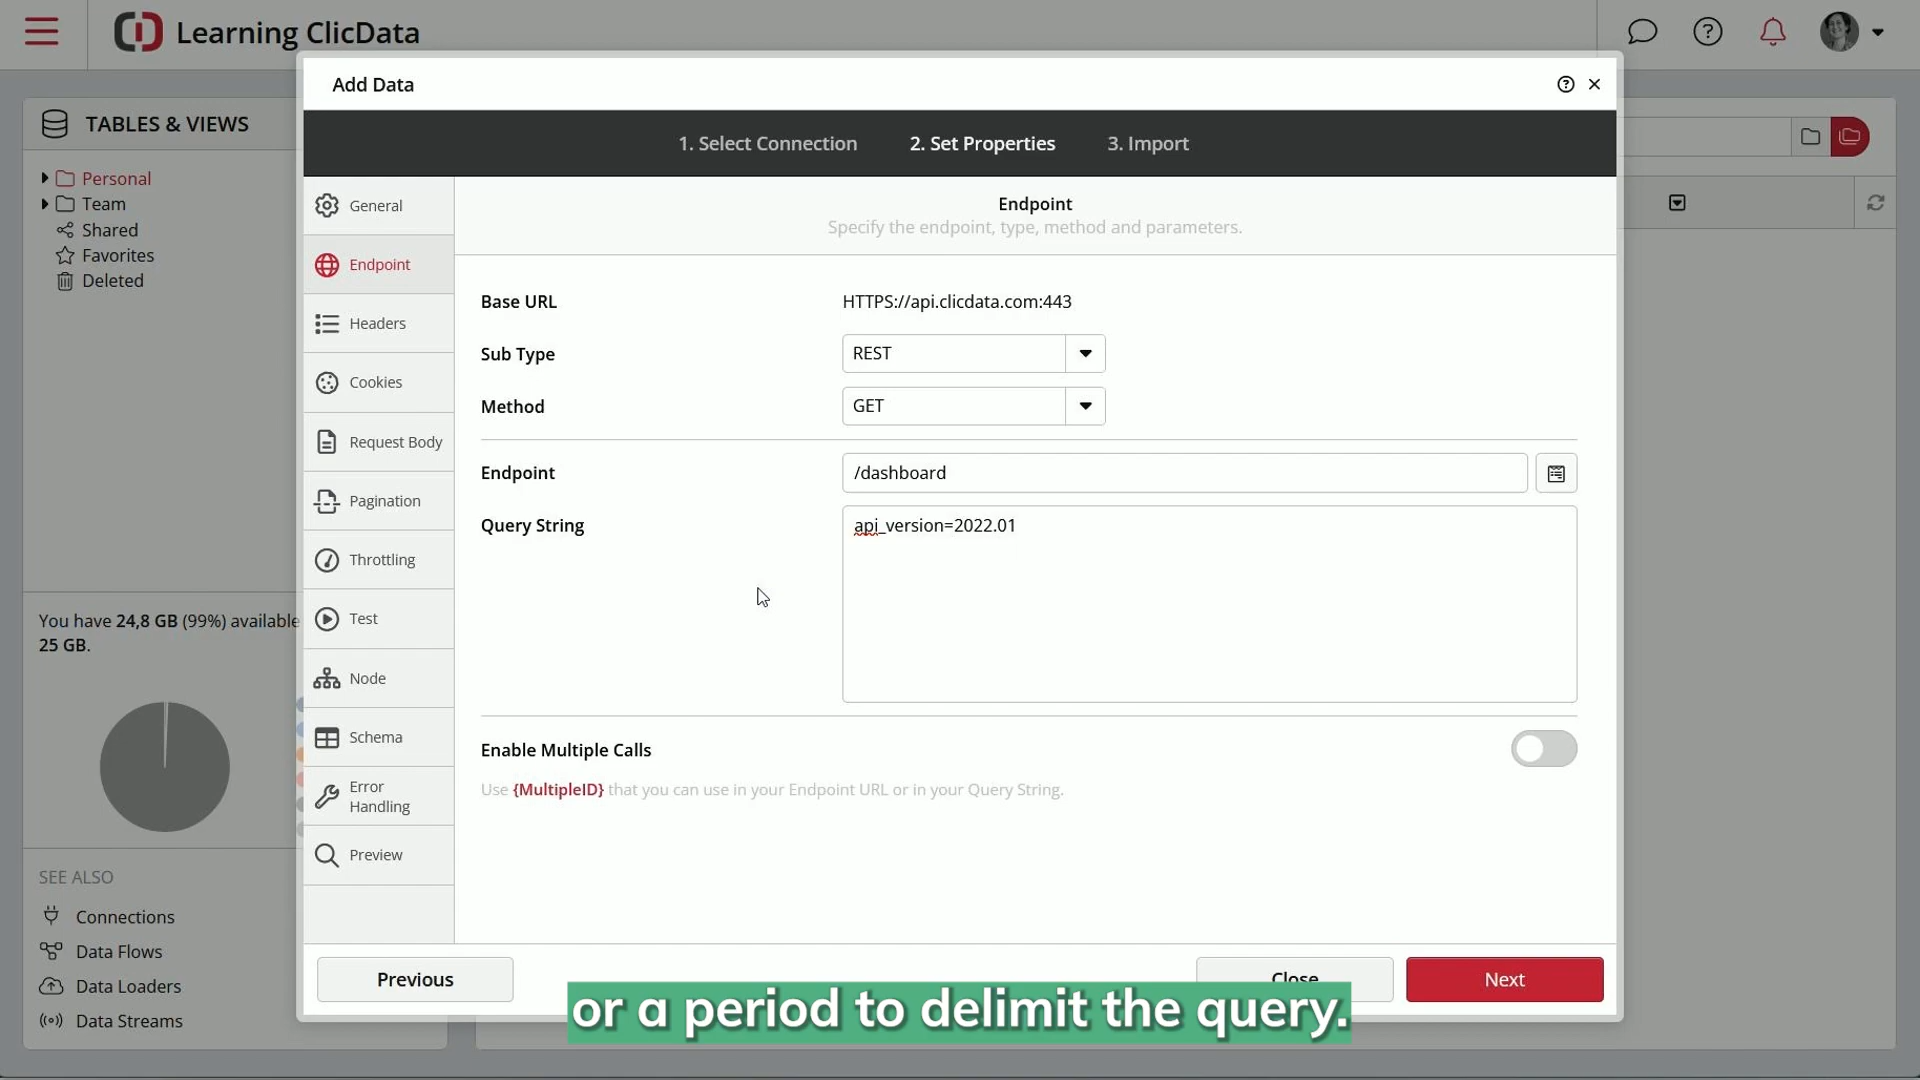 Learning ClicData
Add Data
TABLES & VIEWS
Personal
Team
Shared
Favorites
Deleted
You have 24,8 GB (99%) available
25 GB.
SEE ALSO
Connections
Data Flows
Data Loaders
Data Streams
1. Select Connection
2. Set Properties
3. Import
General
Endpoint
Headers
Cookies
Request Body
Pagination
Throttling
Test
Node
Schema
Error
Handling
Preview
Endpoint
Specify the endpoint, type, method and parameters.
Base URL
HTTPS://api.clicdata.com:443
Sub Type
REST
Method
GET
Endpoint
/dashboard
Query String
api_version=2022.01
Enable Multiple Calls
Use {MultipleID} that you can use in your Endpoint URL or in your Query String.
Previous
Close
Next
or a period to delimit the query.